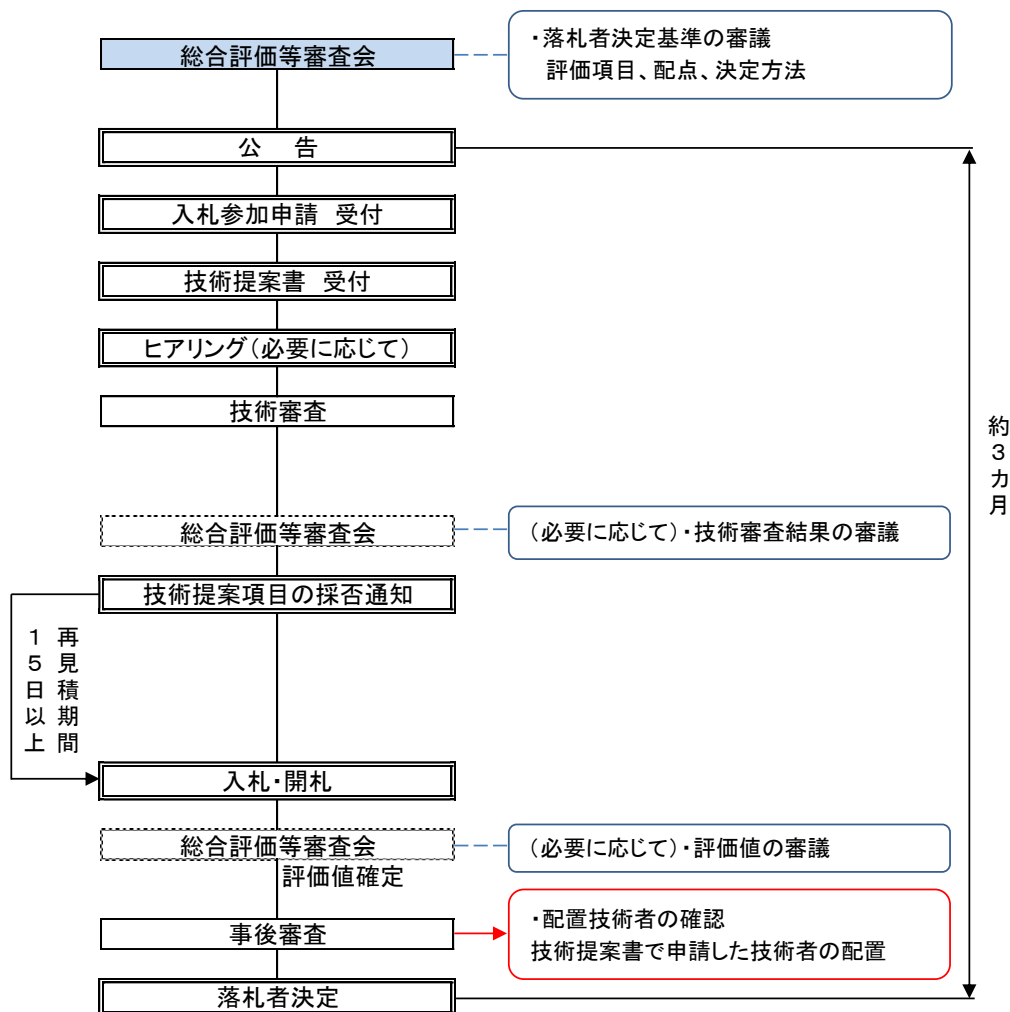 総合評価等審査会
・落札者決定基準の審議
評価項目、配点、決定方法
公　告
入札参加申請　受付
技術提案書　受付
ヒアリング（必要に応じて）
技術審査
約３カ月
総合評価等審査会
（必要に応じて）・技術審査結果の審議
技術提案項目の採否通知
再見積期間
１５日以上
入札・開札
総合評価等審査会
（必要に応じて）・評価値の審議
評価値確定
事後審査
・配置技術者の確認
技術提案書で申請した技術者の配置
落札者決定